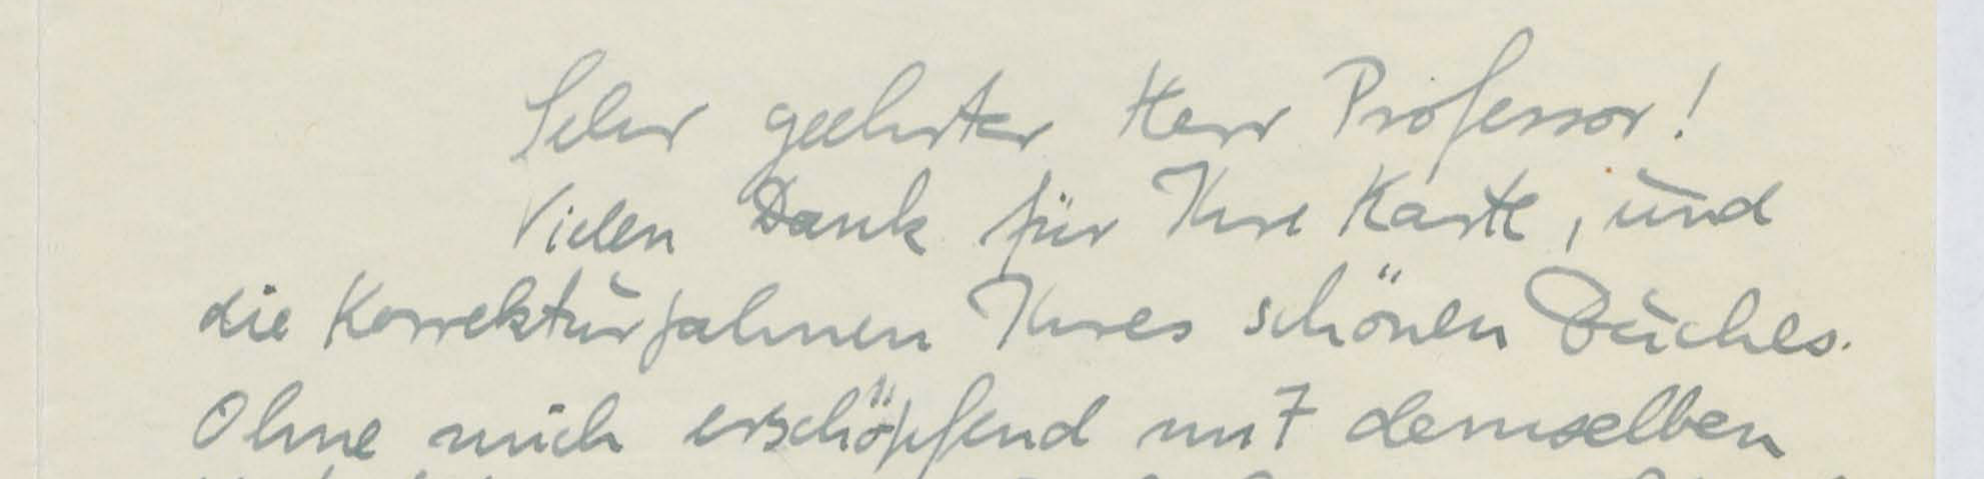 Sehr geehrter Herr Professor!
Vielen Dank für Ihre Karte, und
die Korrekturfahnen Ihres schönen Buches.
Ohne mich erschöpfend mit demselben